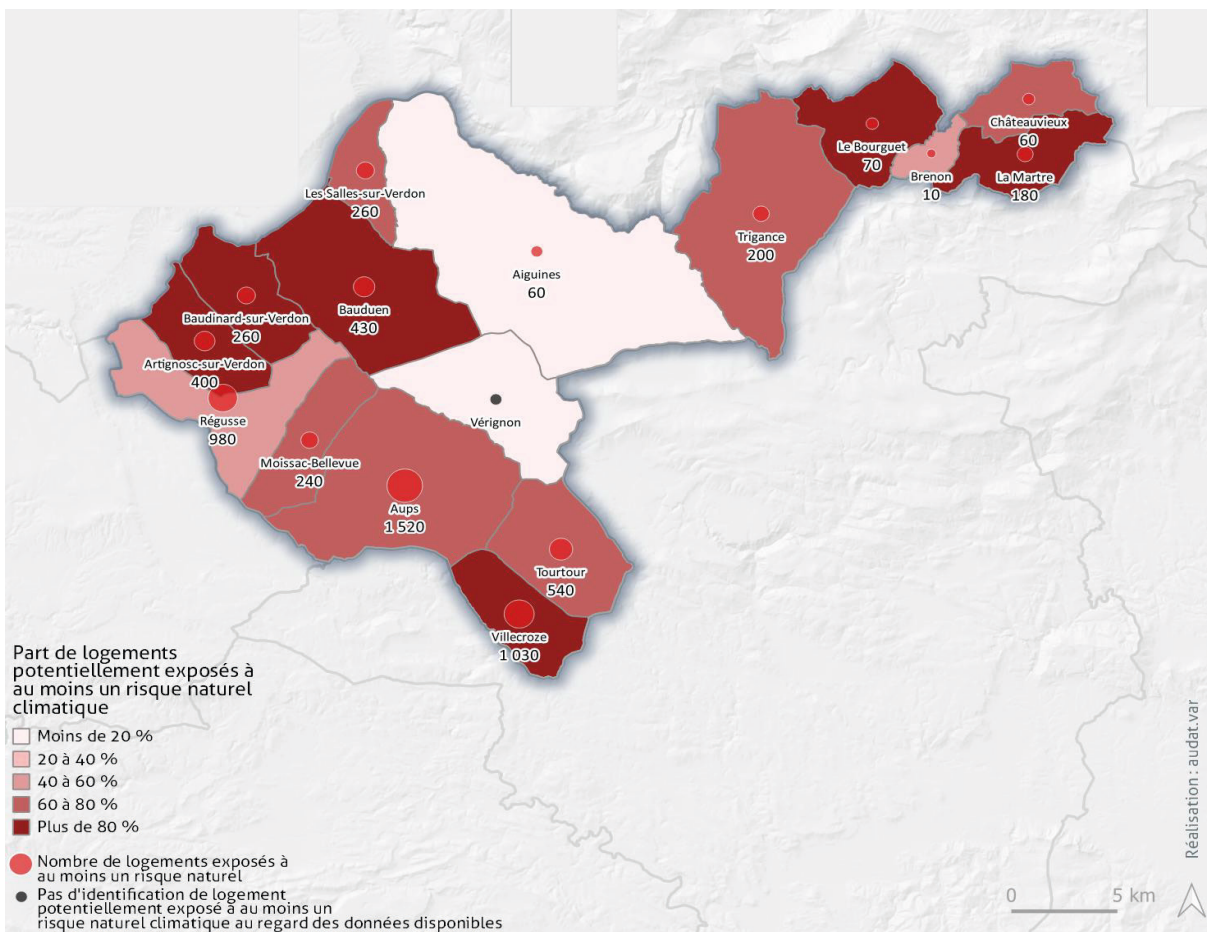 Châteauvieux
60
Le Bourguet
70
Brenon
10
La Martre
180
Les Salles-sur-Verdon
260
Trigance
200
Aiguines
60
Bauduen
430
Baudinard-sur-Verdon
260
Artignosc-sur-Verdon
400
Régusse
980
Vérignon
Moissac-Bellevue
240
Aups
1 520
Tourtour
540
Villecroze
1 030
Part de logements
potentiellement exposés à
au moins un risque naturel
climatique
Moins de 20 %
20 à 40 %
40 à 60 %
60 à 80 %
Plus de 80 %
Nombre de logements exposés à
au moins un risque naturel
Pas d'identification de logement
potentiellement exposé à au moins un
risque naturel climatique au regard des données disponibles
0 5 km
Réalisation : audat.var